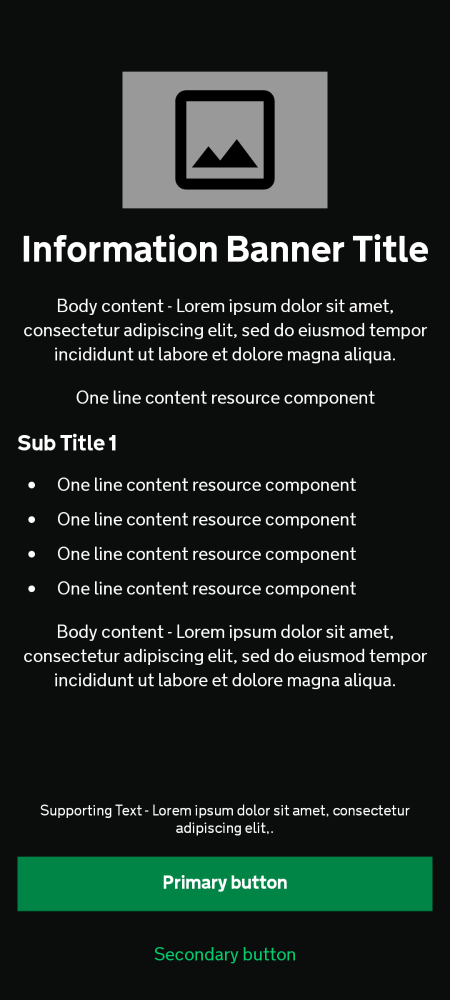 Information Banner Title
Body content - Lorem ipsum dolor sit amet,
consectetur adipiscing elit, sed do eiusmod tempor
incididunt ut labore et dolore magna aliqua.
One line content resource component
Sub Title 1
• One line content resource component
• One line content resource component
• One line content resource component
• One line content resource component
Body content - Lorem ipsum dolor sit amet,
consectetur adipiscing elit, sed do eiusmod tempor
incididunt ut labore et dolore magna aliqua.
Supporting Text - Lorem ipsum dolor sit amet, consectetur
adipiscing elit,.
Primary button
Secondary button